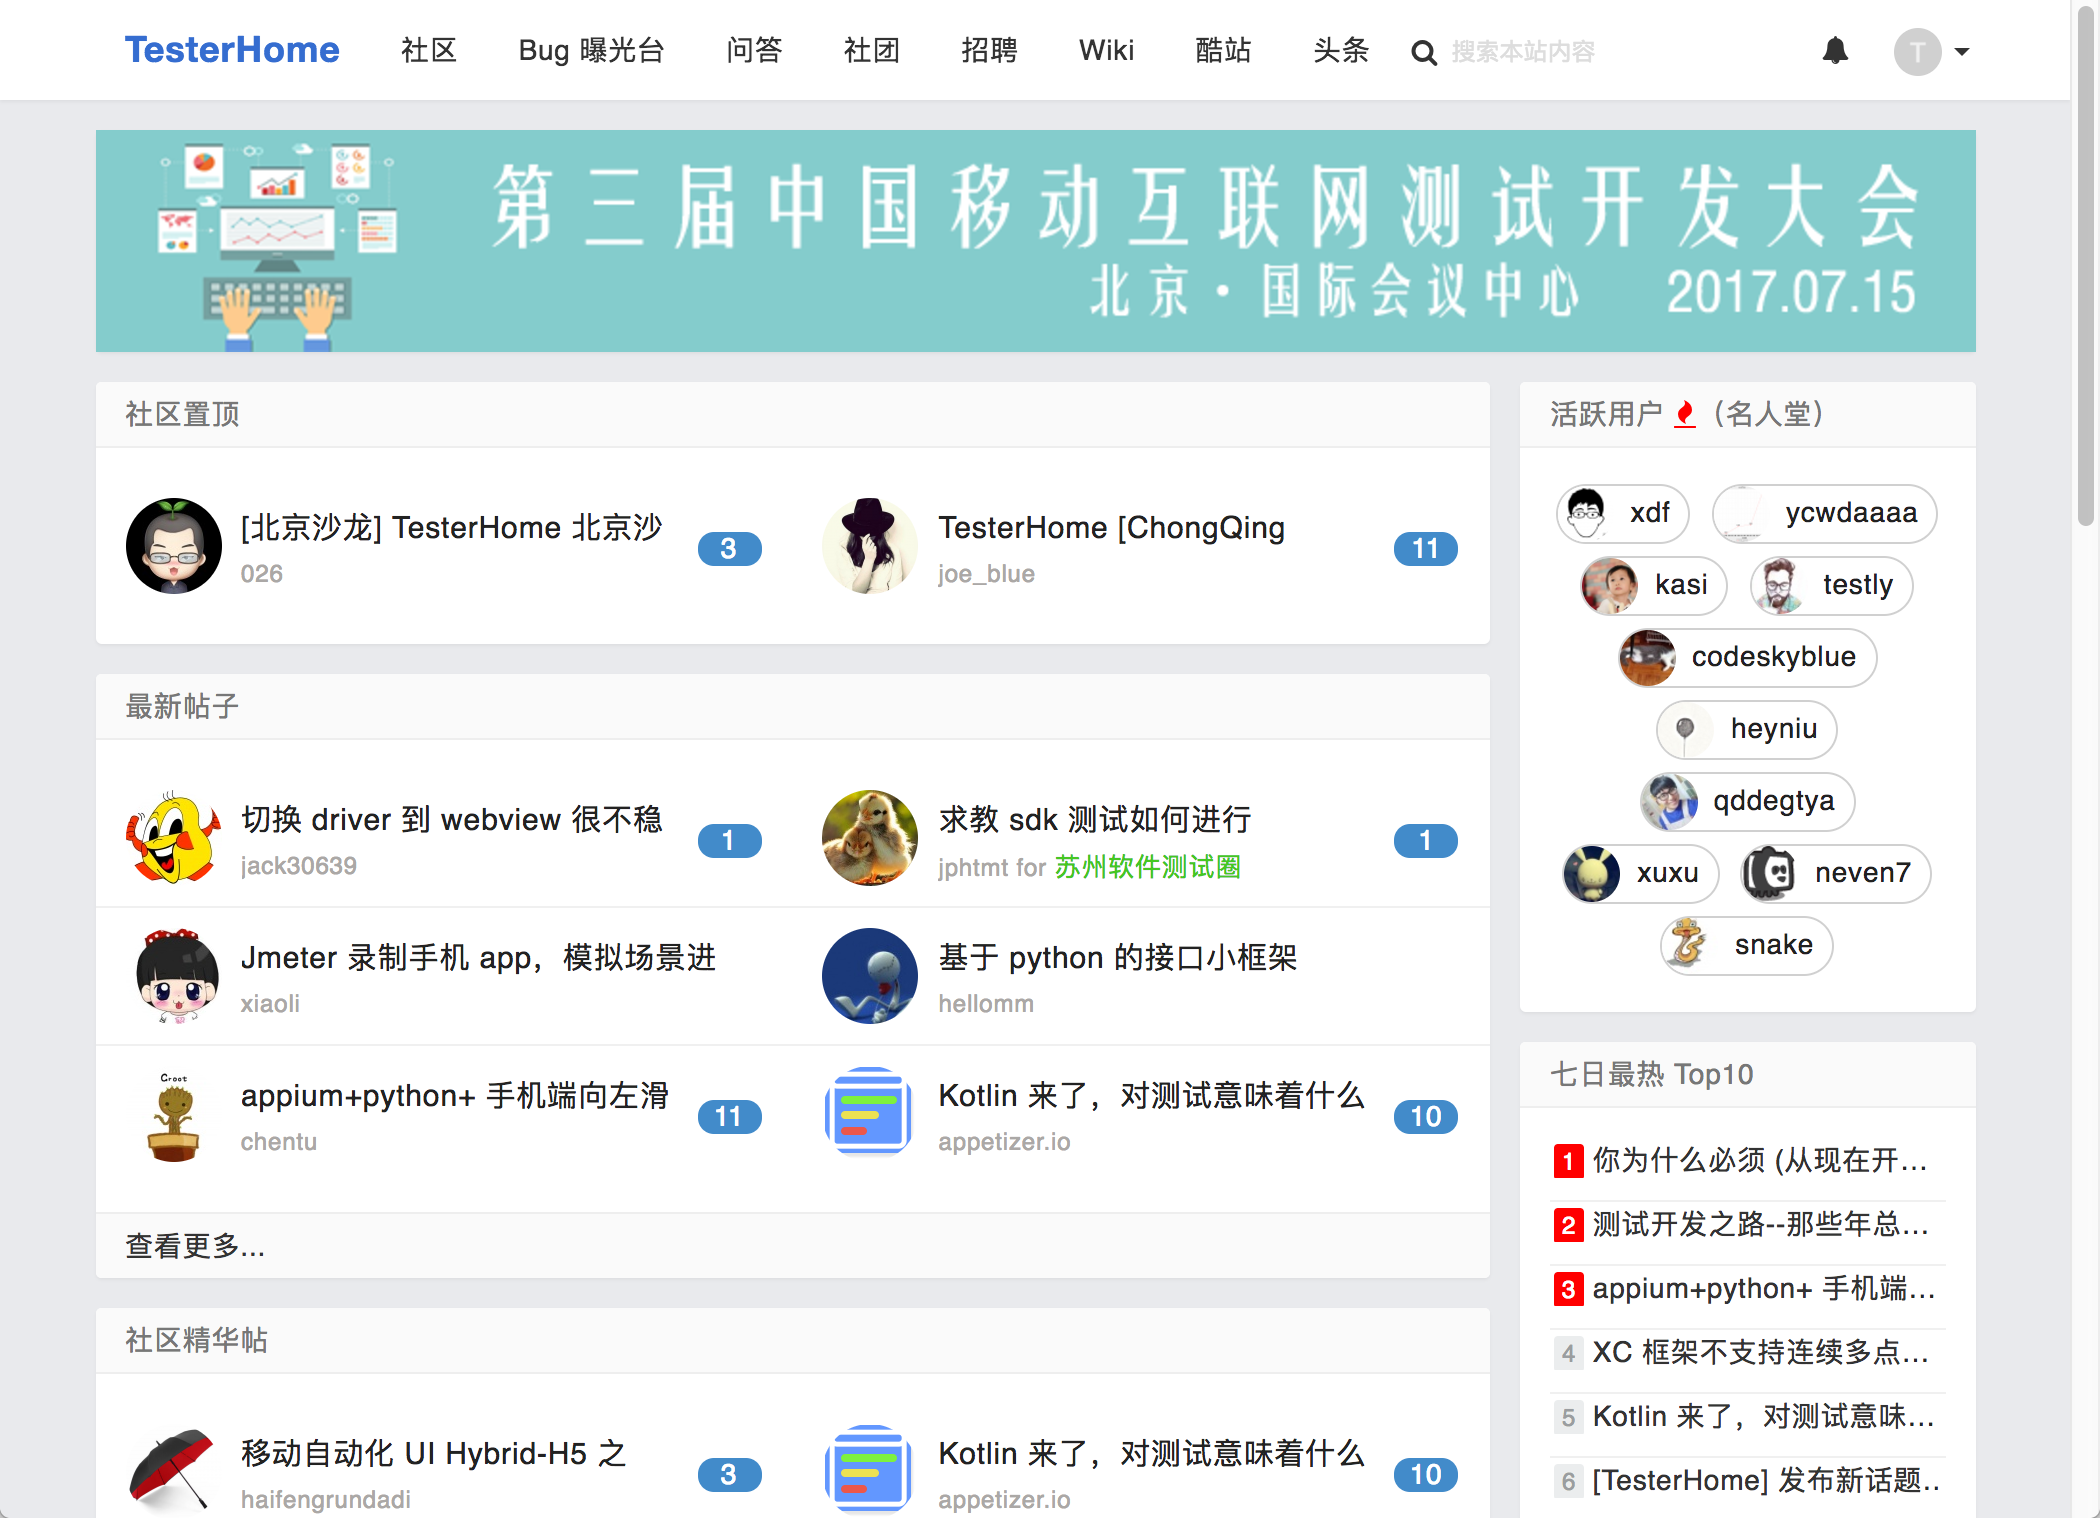 TesterHome 社区 Bug 曝光台 问答 社团 招聘 Wiki 酷站 头条 搜索本站内容 T
第三届中国移动互联网测试开发大会
北京·国际会议中心 2017.07.15
社区置顶
[北京沙龙] TesterHome 北京沙 3
026
TesterHome [ChongQing 11
joe_blue
最新帖子
切换 driver 到 webview 很不稳 1
jack30639
求教 sdk 测试如何进行 1
jphtmt for 苏州软件测试圈
Jmeter 录制手机 app，模拟场景进
xiaoli
基于 python 的接口小框架
hellomm
Groot
appium+python+ 手机端向左滑 11
chentu
Kotlin 来了，对测试意味着什么 10
appetizer.io
查看更多...
社区精华帖
移动自动化 UI Hybrid-H5 之 3
haifengrundadi
Kotlin 来了，对测试意味着什么 10
appetizer.io
活跃用户（名人堂）
xdf ycwdaaaa
kasi testly
codeskyblue
heyniu
qddegtya
xuxu neven7
snake
七日最热 Top10
1 你为什么必须 (从现在开...
2 测试开发之路--那些年总...
3 appium+python+ 手机端...
4 XC 框架不支持连续多点...
5 Kotlin 来了，对测试意味...
6 [TesterHome] 发布新话题..